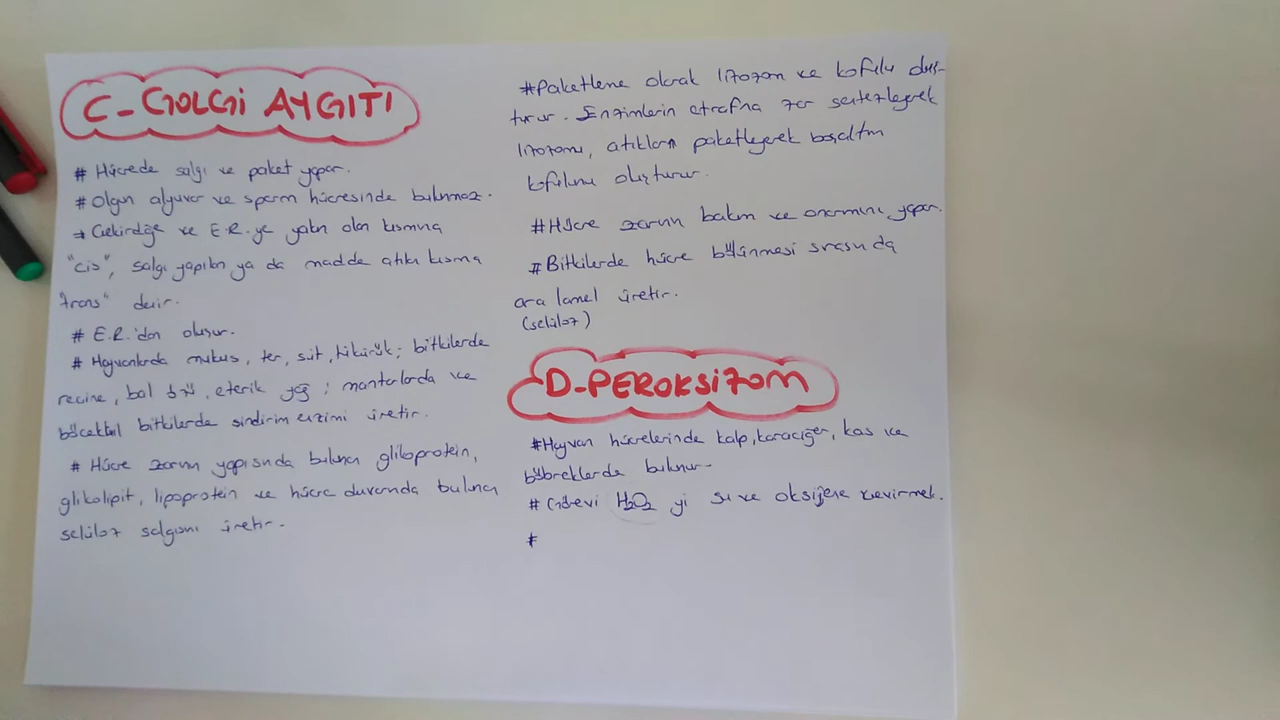 C- GOLGİ AYGITI
# Hücrede salgı ve paket yapar.
# Olgun alyuvar ve sperm hücresinde bulunmaz.
→ Çekirdiğe ve E.R.ye yakın olan kısmına
"cis", salgı yapılan ya da madde atılan kısma
"trans" denir.
# E.R.'den oluşur.
# Hayvanlarda mukus, ter, süt, tükürük; bitkilerde
reçine, bal özü, eterik yağ; mantarlarda ve
böcekçil bitkilerde sindirim enzimi üretir.
# Hücre zarının yapısında bulunan glikoprotein,
glikolipit, lipoprotein ve hücre duvarında bulunan
selüloz salgısını üretir.
#Paketleme olarak lizozom ve kofulu oluş-
turur. Enzimlerin etrafına zar sentezleyerek
lizozomu, atıkları paketleyerek boşaltım
kofulunu oluşturur.
#Hücre zarının bakım ve onarımını yapar.
#Bitkilerde hücre bölünmesi sırasında
ara lamel üretir.
(selüloz)
D-PEROKSİZOM
#Hayvan hücrelerinde kalp, karaciğer, kas ve
böbreklerde bulunur.
# Görevi H₂O₂ yi su ve oksijene çevirmek.
#